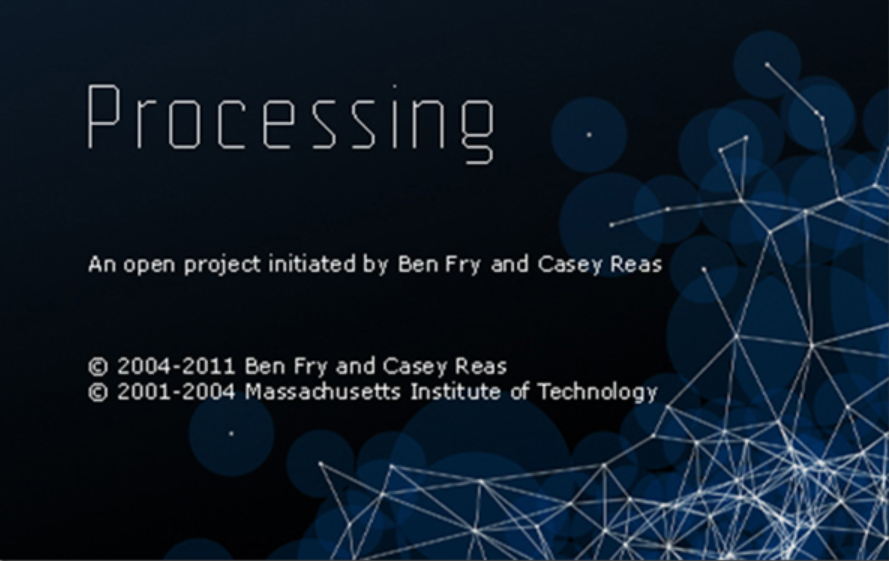 Processing
An open project initiated by Ben Fry and Casey Reas
© 2004-2011 Ben Fry and Casey Reas
© 2001-2004 Massachusetts Institute of Technology